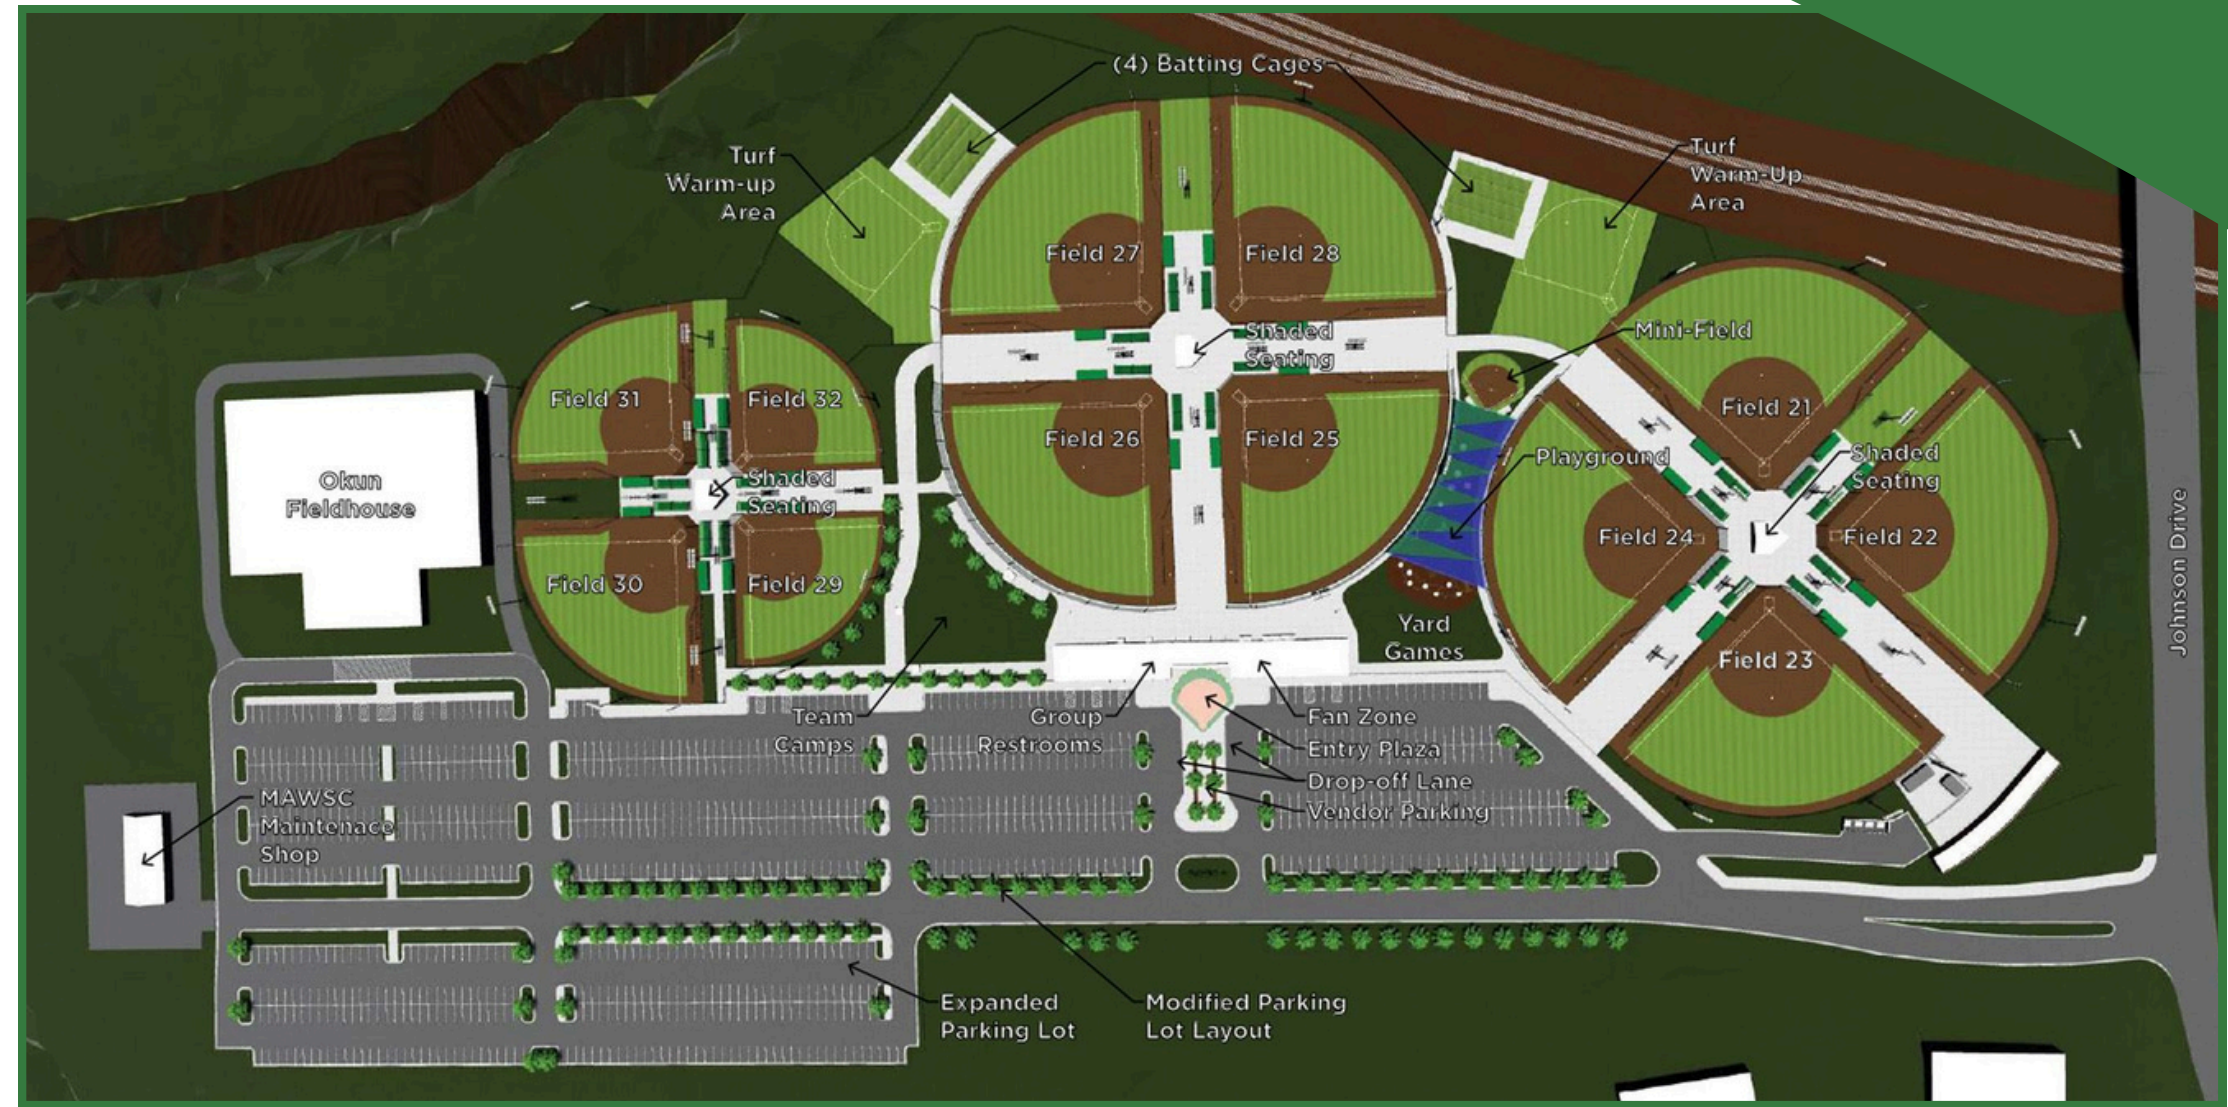 (4) Batting Cages
Turf
Warm-up
Area
Turf
Warm-Up
Area
Field 27
Field 28
Shaded
Seating
Mini-Field
Field 31
Field 32
Field 26
Field 25
Field 21
Playground
Shaded
Seating
Okun
Fieldhouse
Shaded
Seating
Field 24
Field 22
Johnson Drive
Field 30
Field 29
Yard
Games
Field 23
Team
Camps
Group
Restrooms
Fan Zone
Entry Plaza
Drop-off Lane
Vendor Parking
MAWSC
Maintenace
Shop
Expanded
Parking Lot
Modified Parking
Lot Layout